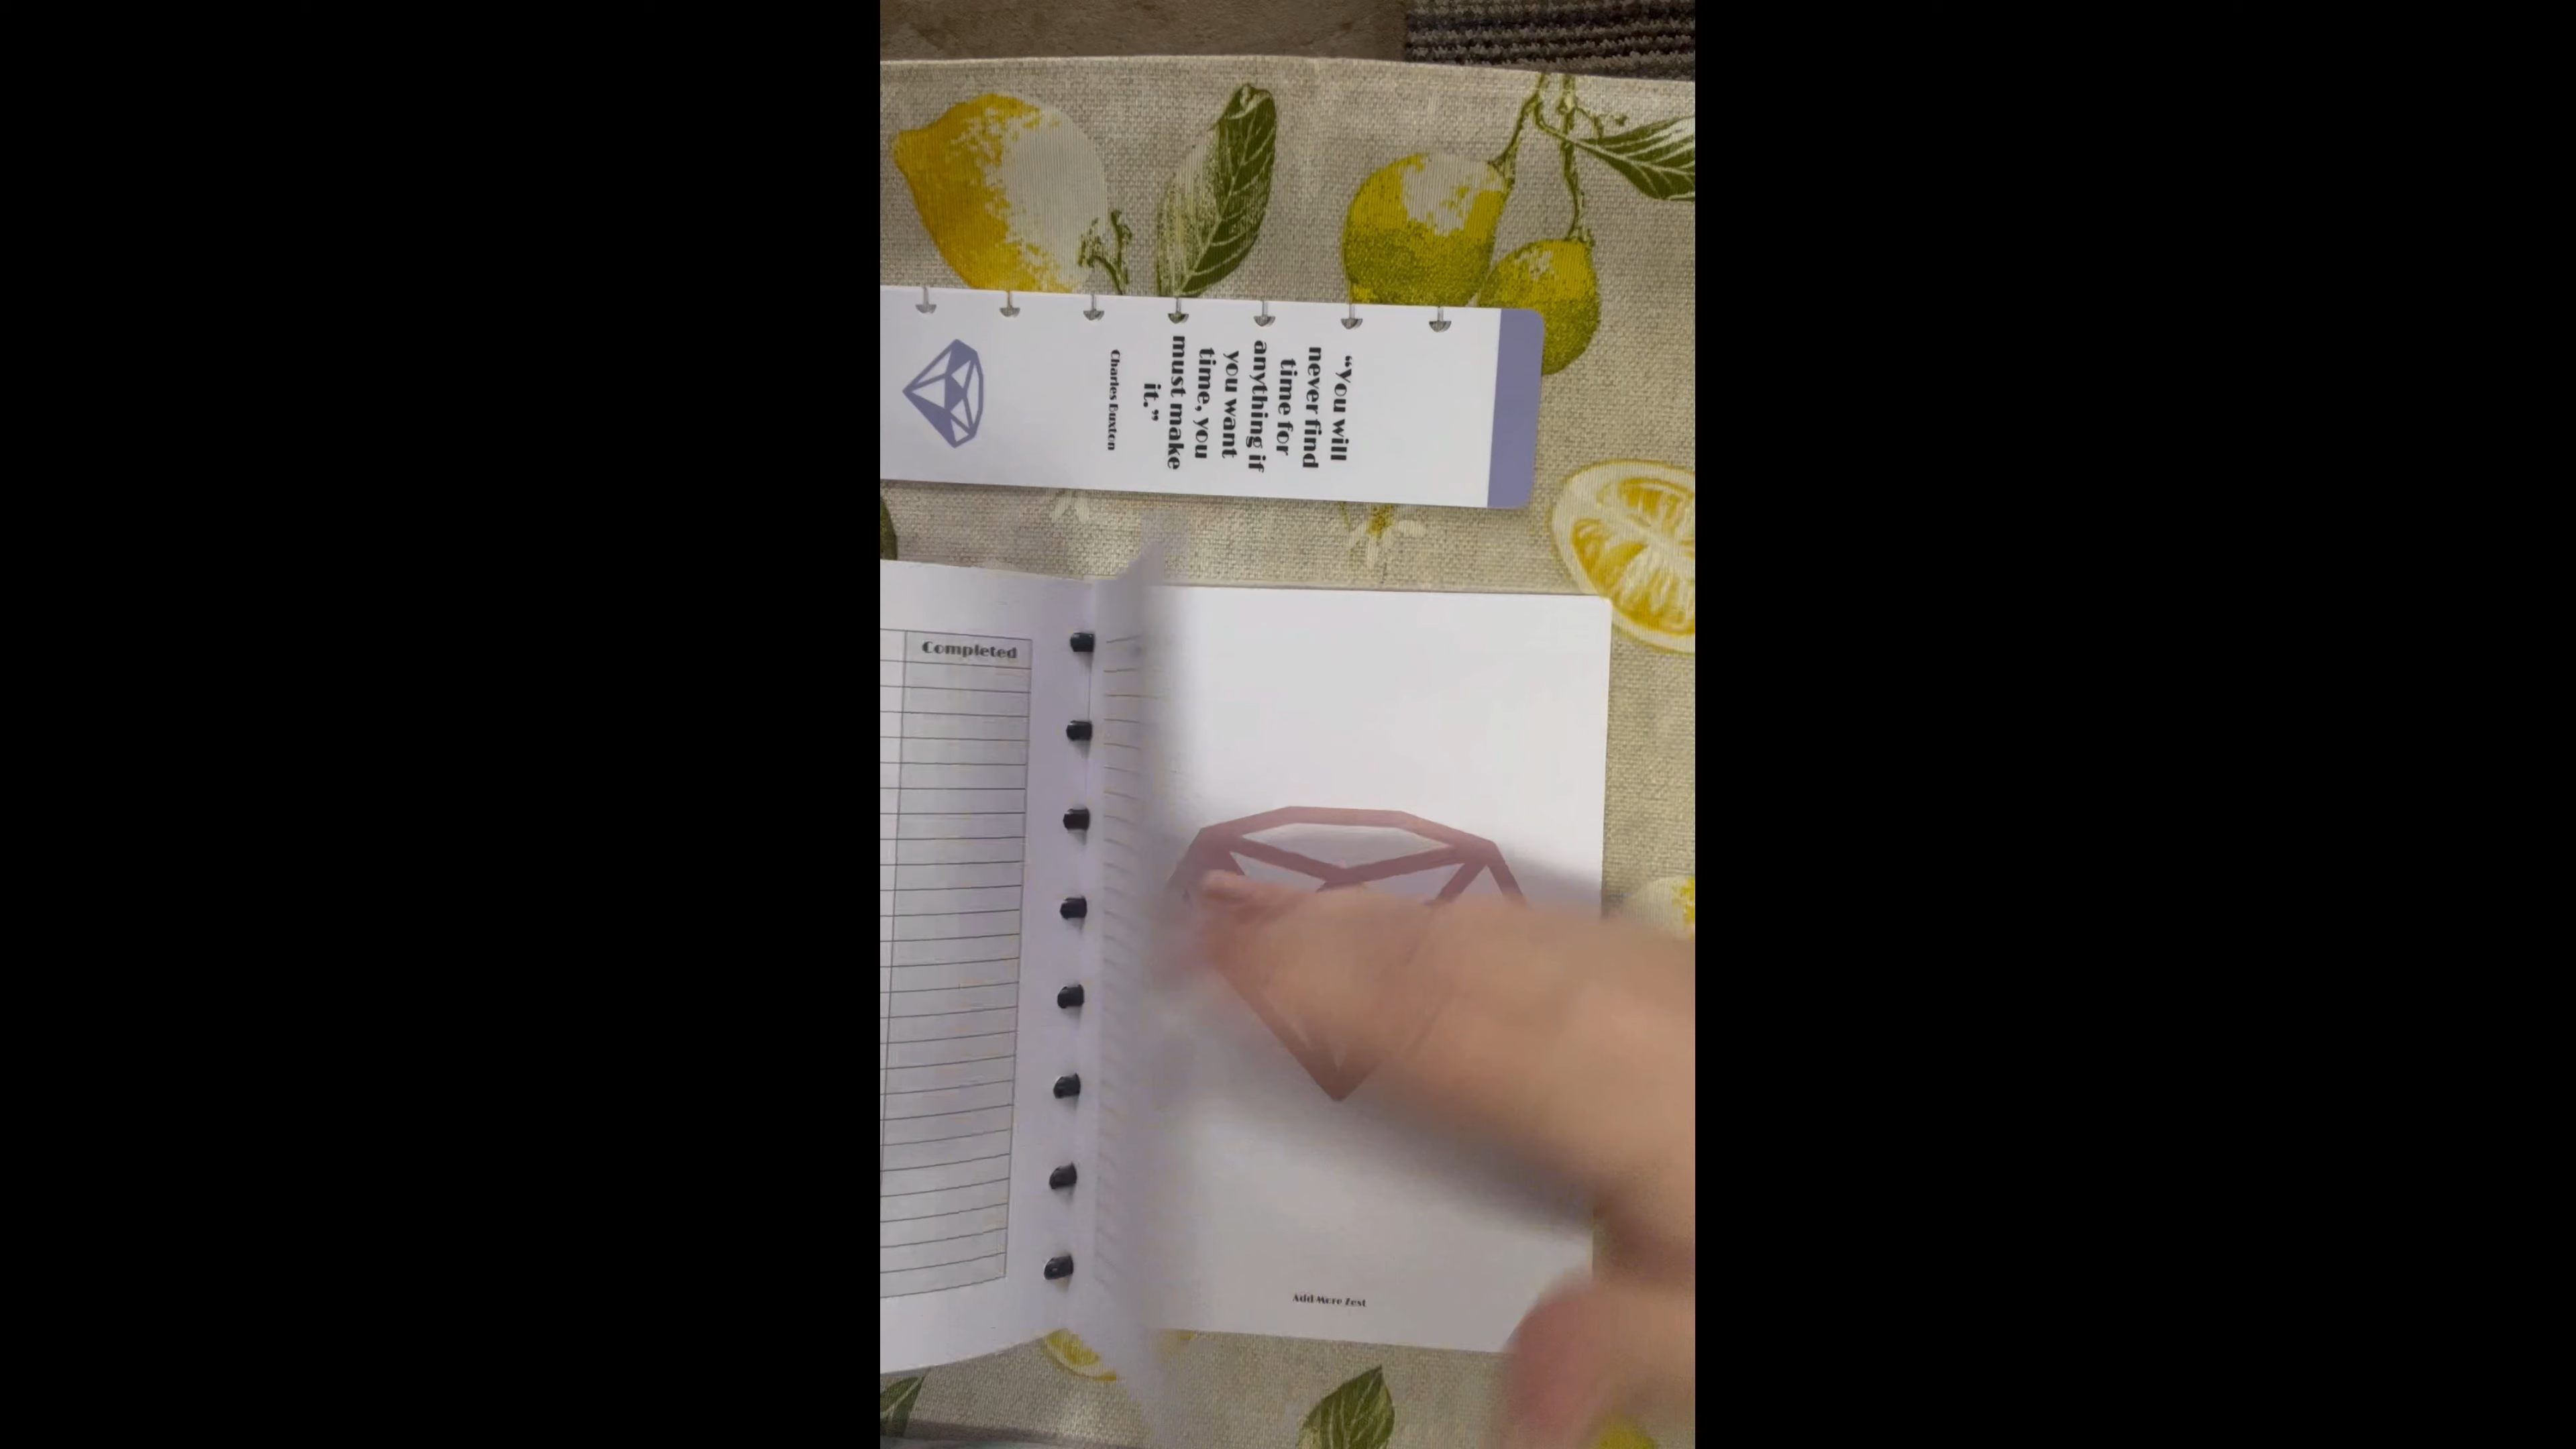 “You will
never find
time for
anything if
you want
time, you
must make
it.”
Charles Buxton
Completed
Add More Zest